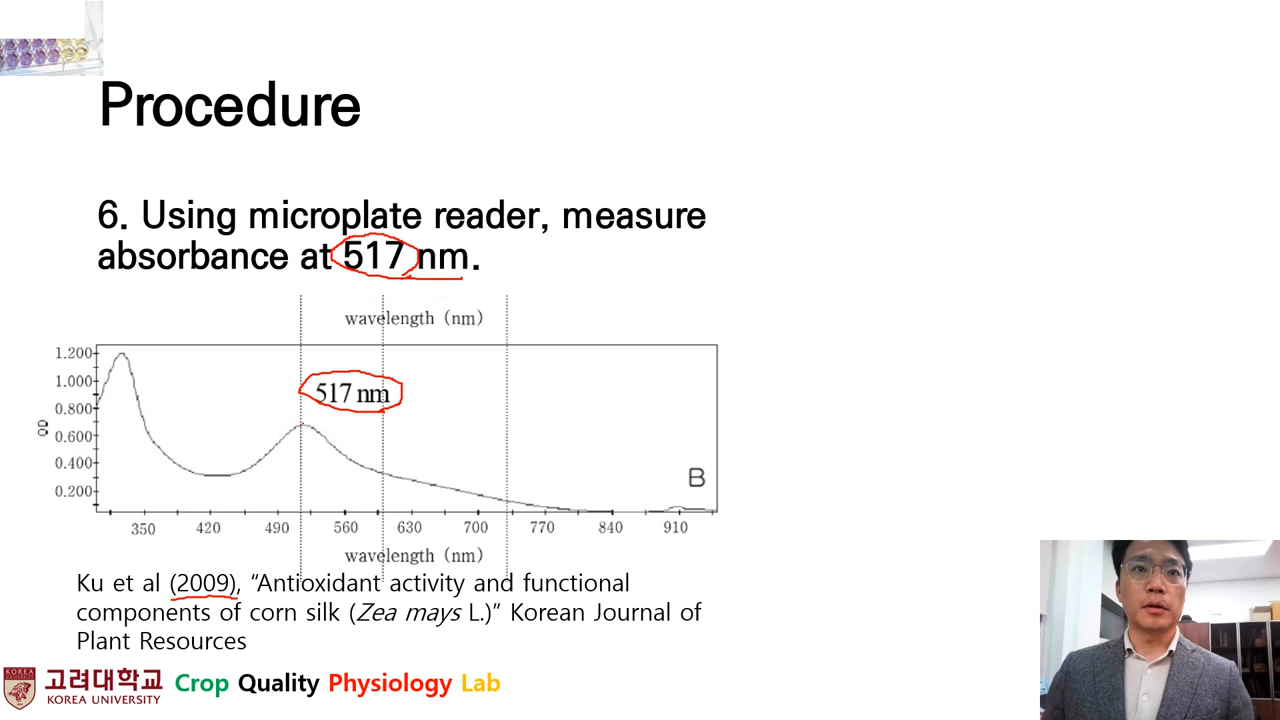 Procedure
6. Using microplate reader, measure
absorbance at 517 nm.
wavelength (nm)
1.200
1.000
0.800
0.600
0.400
0.200
OD
517 nm
B
350 420 490 560 630 700 770 840 910
wavelength (nm)
Ku et al (2009), “Antioxidant activity and functional
components of corn silk (Zea mays L.)” Korean Journal of
Plant Resources
KOREA
고려대학교
KOREA UNIVERSITY
Crop Quality Physiology Lab